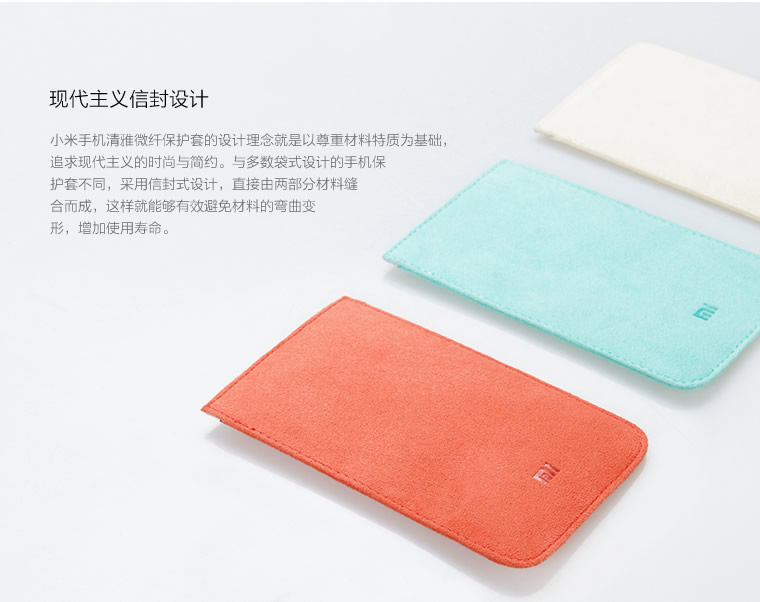 现代主义信封设计
小米手机清雅微纤保护套的设计理念就是以尊重材料特质为基础，
追求现代主义的时尚与简约。与多数袋式设计的手机保
护套不同，采用信封式设计，直接由两部分材料缝
合而成，这样就能够有效避免材料的弯曲变
形，增加使用寿命。
mi
mi